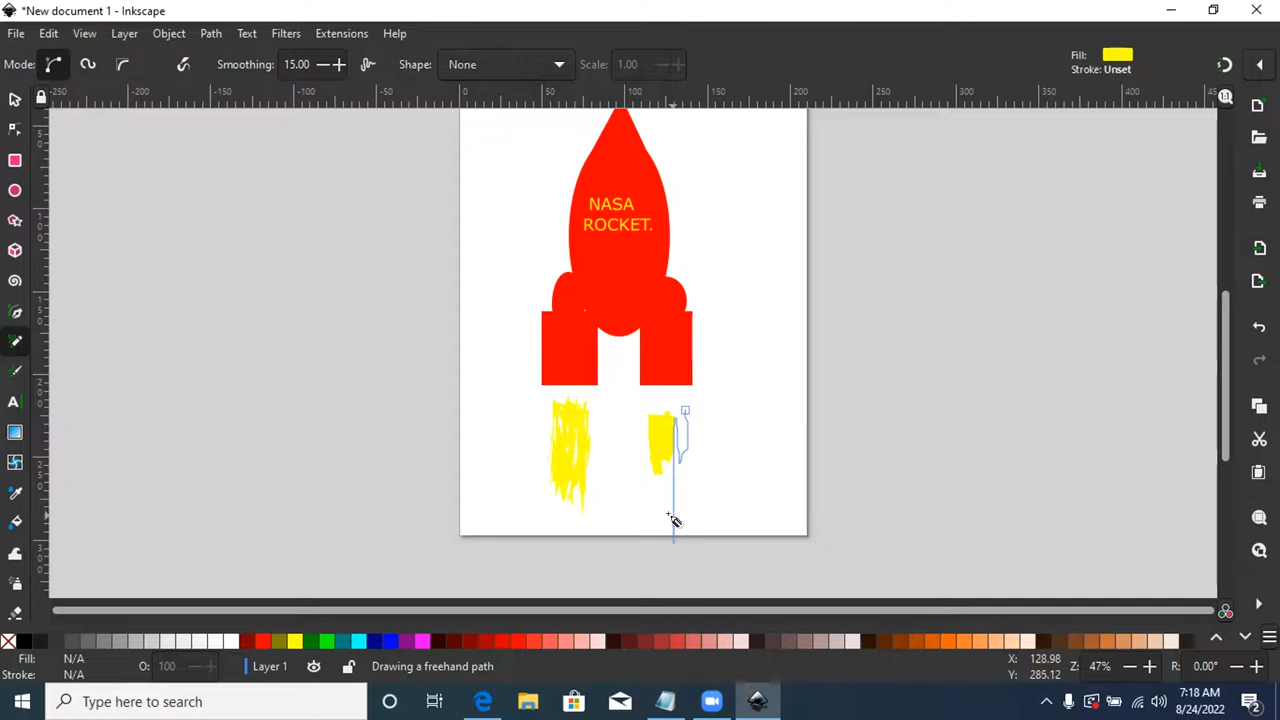 *New document 1 - Inkscape
File Edit View Layer Object Path Text Filters Extensions Help
Mode: Smoothing: 15.00 Shape: None Scale: 1.00 Fill: Stroke: Unset
-250 -200 -150 -100 -50 0 50 100 150 200 250 300 350 400 45
NASA
ROCKET.
Fill: N/A O: 100 Layer 1 Drawing a freehand path X: 128.98 Z: 47% R: 0.00°
Stroke: N/A Y: 285.12
Type here to search 7:18 AM
8/24/2022 2